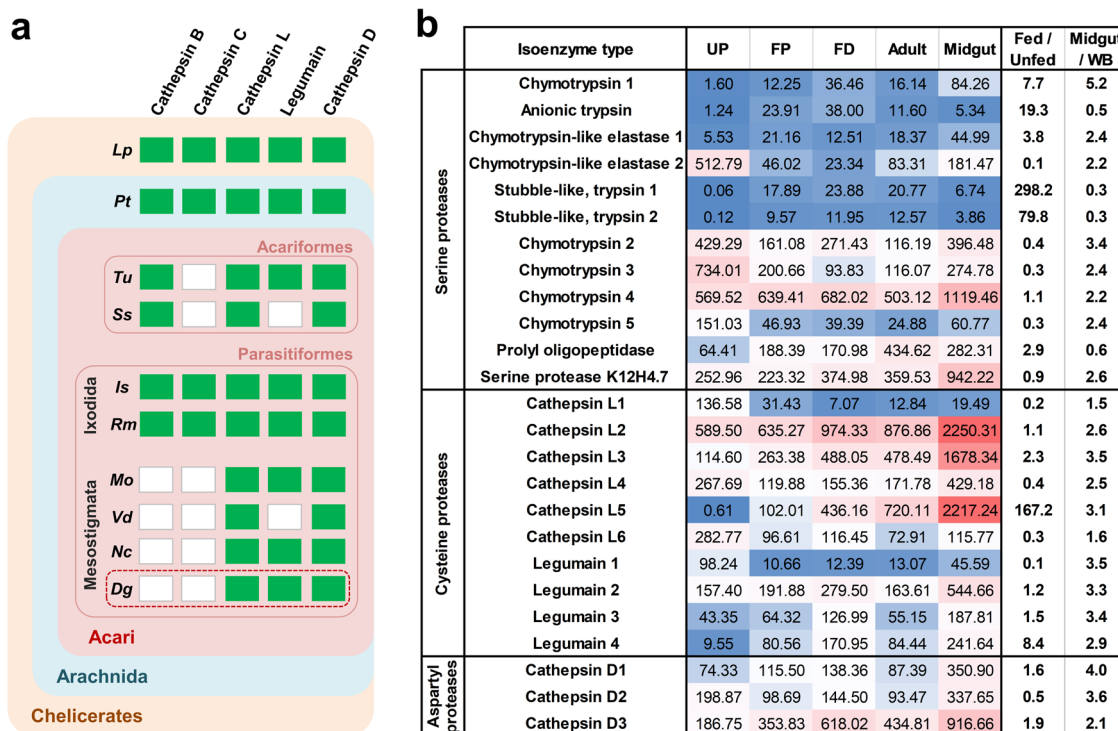 a
Cathepsin B
Cathepsin C
Cathepsin L
Legumain
Cathepsin D
Lp
Pt
Acariformes
Tu
Ss
Parasitiformes
Ixodida
Is
Rm
Mesostigmata
Mo
Vd
Nc
Dg
Acari
Arachnida
Chelicerates
b
Isoenzyme type UP FP FD Adult Midgut Fed / Unfed Midgut / WB
Serine proteases
Chymotrypsin 1 1.60 12.25 36.46 16.14 84.26 7.7 5.2
Anionic trypsin 1.24 23.91 38.00 11.60 5.34 19.3 0.5
Chymotrypsin-like elastase 1 5.53 21.16 12.51 18.37 44.99 3.8 2.4
Chymotrypsin-like elastase 2 512.79 46.02 23.34 83.31 181.47 0.1 2.2
Stubble-like, trypsin 1 0.06 17.89 23.88 20.77 6.74 298.2 0.3
Stubble-like, trypsin 2 0.12 9.57 11.95 12.57 3.86 79.8 0.3
Chymotrypsin 2 429.29 161.08 271.43 116.19 396.48 0.4 3.4
Chymotrypsin 3 734.01 200.66 93.83 116.07 274.78 0.3 2.4
Chymotrypsin 4 569.52 639.41 682.02 503.12 1119.46 1.1 2.2
Chymotrypsin 5 151.03 46.93 39.39 24.88 60.77 0.3 2.4
Prolyl oligopeptidase 64.41 188.39 170.98 434.62 282.31 2.9 0.6
Serine protease K12H4.7 252.96 223.32 374.98 359.53 942.22 0.9 2.6
Cysteine proteases
Cathepsin L1 136.58 31.43 7.07 12.84 19.49 0.2 1.5
Cathepsin L2 589.50 635.27 974.33 876.86 2250.31 1.1 2.6
Cathepsin L3 114.60 263.38 488.05 478.49 1678.34 2.3 3.5
Cathepsin L4 267.69 119.88 155.36 171.78 429.18 0.4 2.5
Cathepsin L5 0.61 102.01 436.16 720.11 2217.24 167.2 3.1
Cathepsin L6 282.77 96.61 116.45 72.91 115.77 0.3 1.6
Legumain 1 98.24 10.66 12.39 13.07 45.59 0.1 3.5
Legumain 2 157.40 191.88 279.50 163.61 544.66 1.2 3.3
Legumain 3 43.35 64.32 126.99 55.15 187.81 1.5 3.4
Legumain 4 9.55 80.56 170.95 84.44 241.64 8.4 2.9
Aspartyl proteases
Cathepsin D1 74.33 115.50 138.36 87.39 350.90 1.6 4.0
Cathepsin D2 198.87 98.69 144.50 93.47 337.65 0.5 3.6
Cathepsin D3 186.75 353.83 618.02 434.81 916.66 1.9 2.1